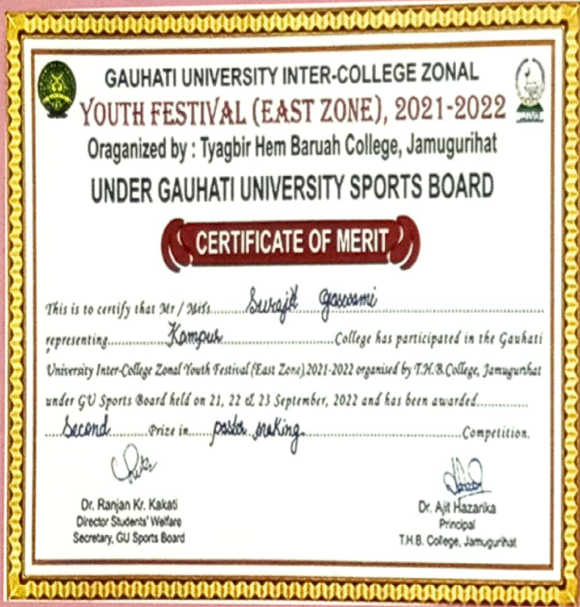 GAUHATI UNIVERSITY INTER-COLLEGE ZONAL
YOUTH FESTIVAL (EAST ZONE), 2021-2022
Oraganized by : Tyagbir Hem Baruah College, Jamugurihat
UNDER GAUHATI UNIVERSITY SPORTS BOARD
CERTIFICATE OF MERIT
This is to certify that Mr / Miss..... Surajit Goswami
representing.............Kampur......................College has participated in the Gauhati
University Inter-College Zonal Youth Festival (East Zone),2021-2022 organised by T.H.B.College, Jamugurihat
under GU Sports Board held on 21, 22 & 23 September, 2022 and has been awarded............
....Second........Prize in.....poster making...............................Competition.
Dr. Ranjan Kr. Kakati
Director Students' Welfare
Secretary, GU Sports Board
Dr. Ajit Hazarika
Principal
T.H.B. College, Jamugurihat